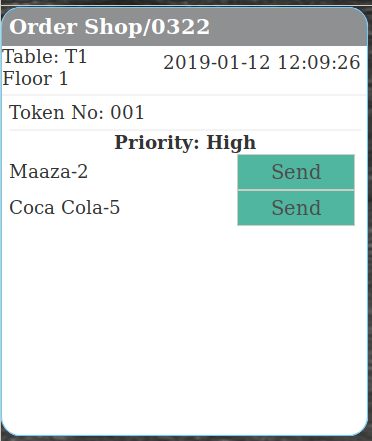 Order Shop/0322
Table: T1
Floor 1
2019-01-12 12:09:26
Token No: 001
Priority: High
Maaza-2 Send
Coca Cola-5 Send